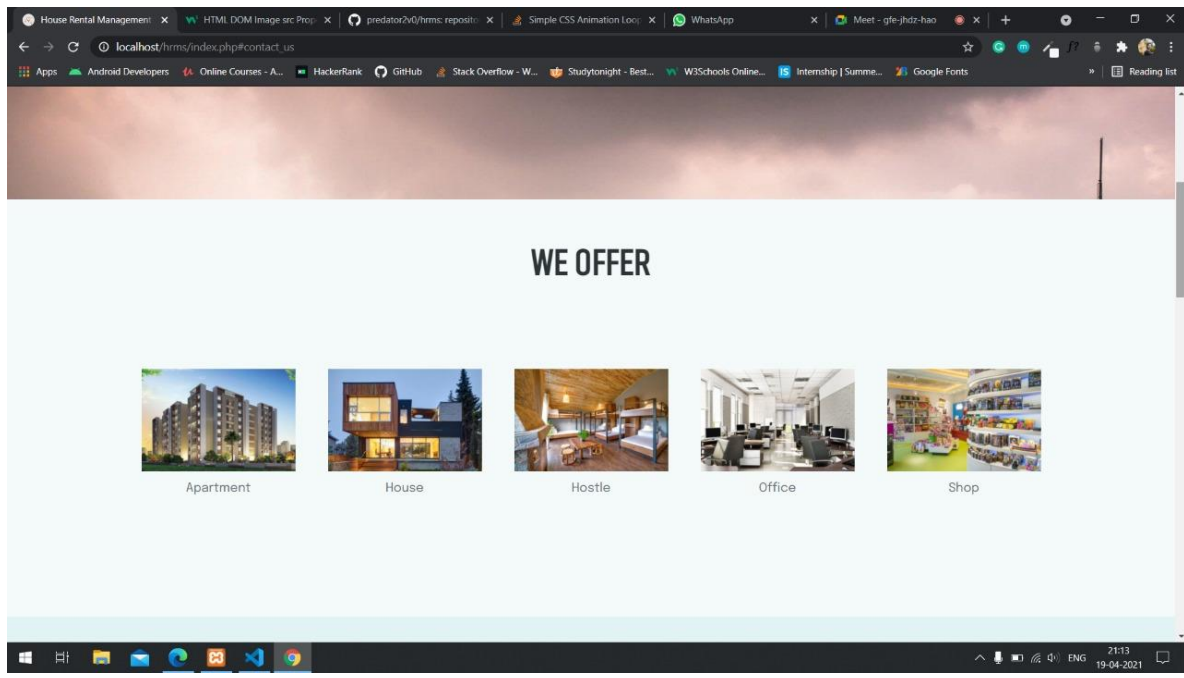 House Rental Management
HTML DOM Image src Prop
predator2v0/hrms: reposito
Simple CSS Animation Loop
WhatsApp
Meet - gfe-jhdz-hao
localhost/hrms/index.php#contact_us
Apps
Android Developers
Online Courses - A...
HackerRank
GitHub
Stack Overflow - W...
Studytonight - Best...
W3Schools Online...
Internship | Summe...
Google Fonts
»
Reading list
WE OFFER
Apartment
House
Hostle
Office
Shop
ENG
21:13
19-04-2021